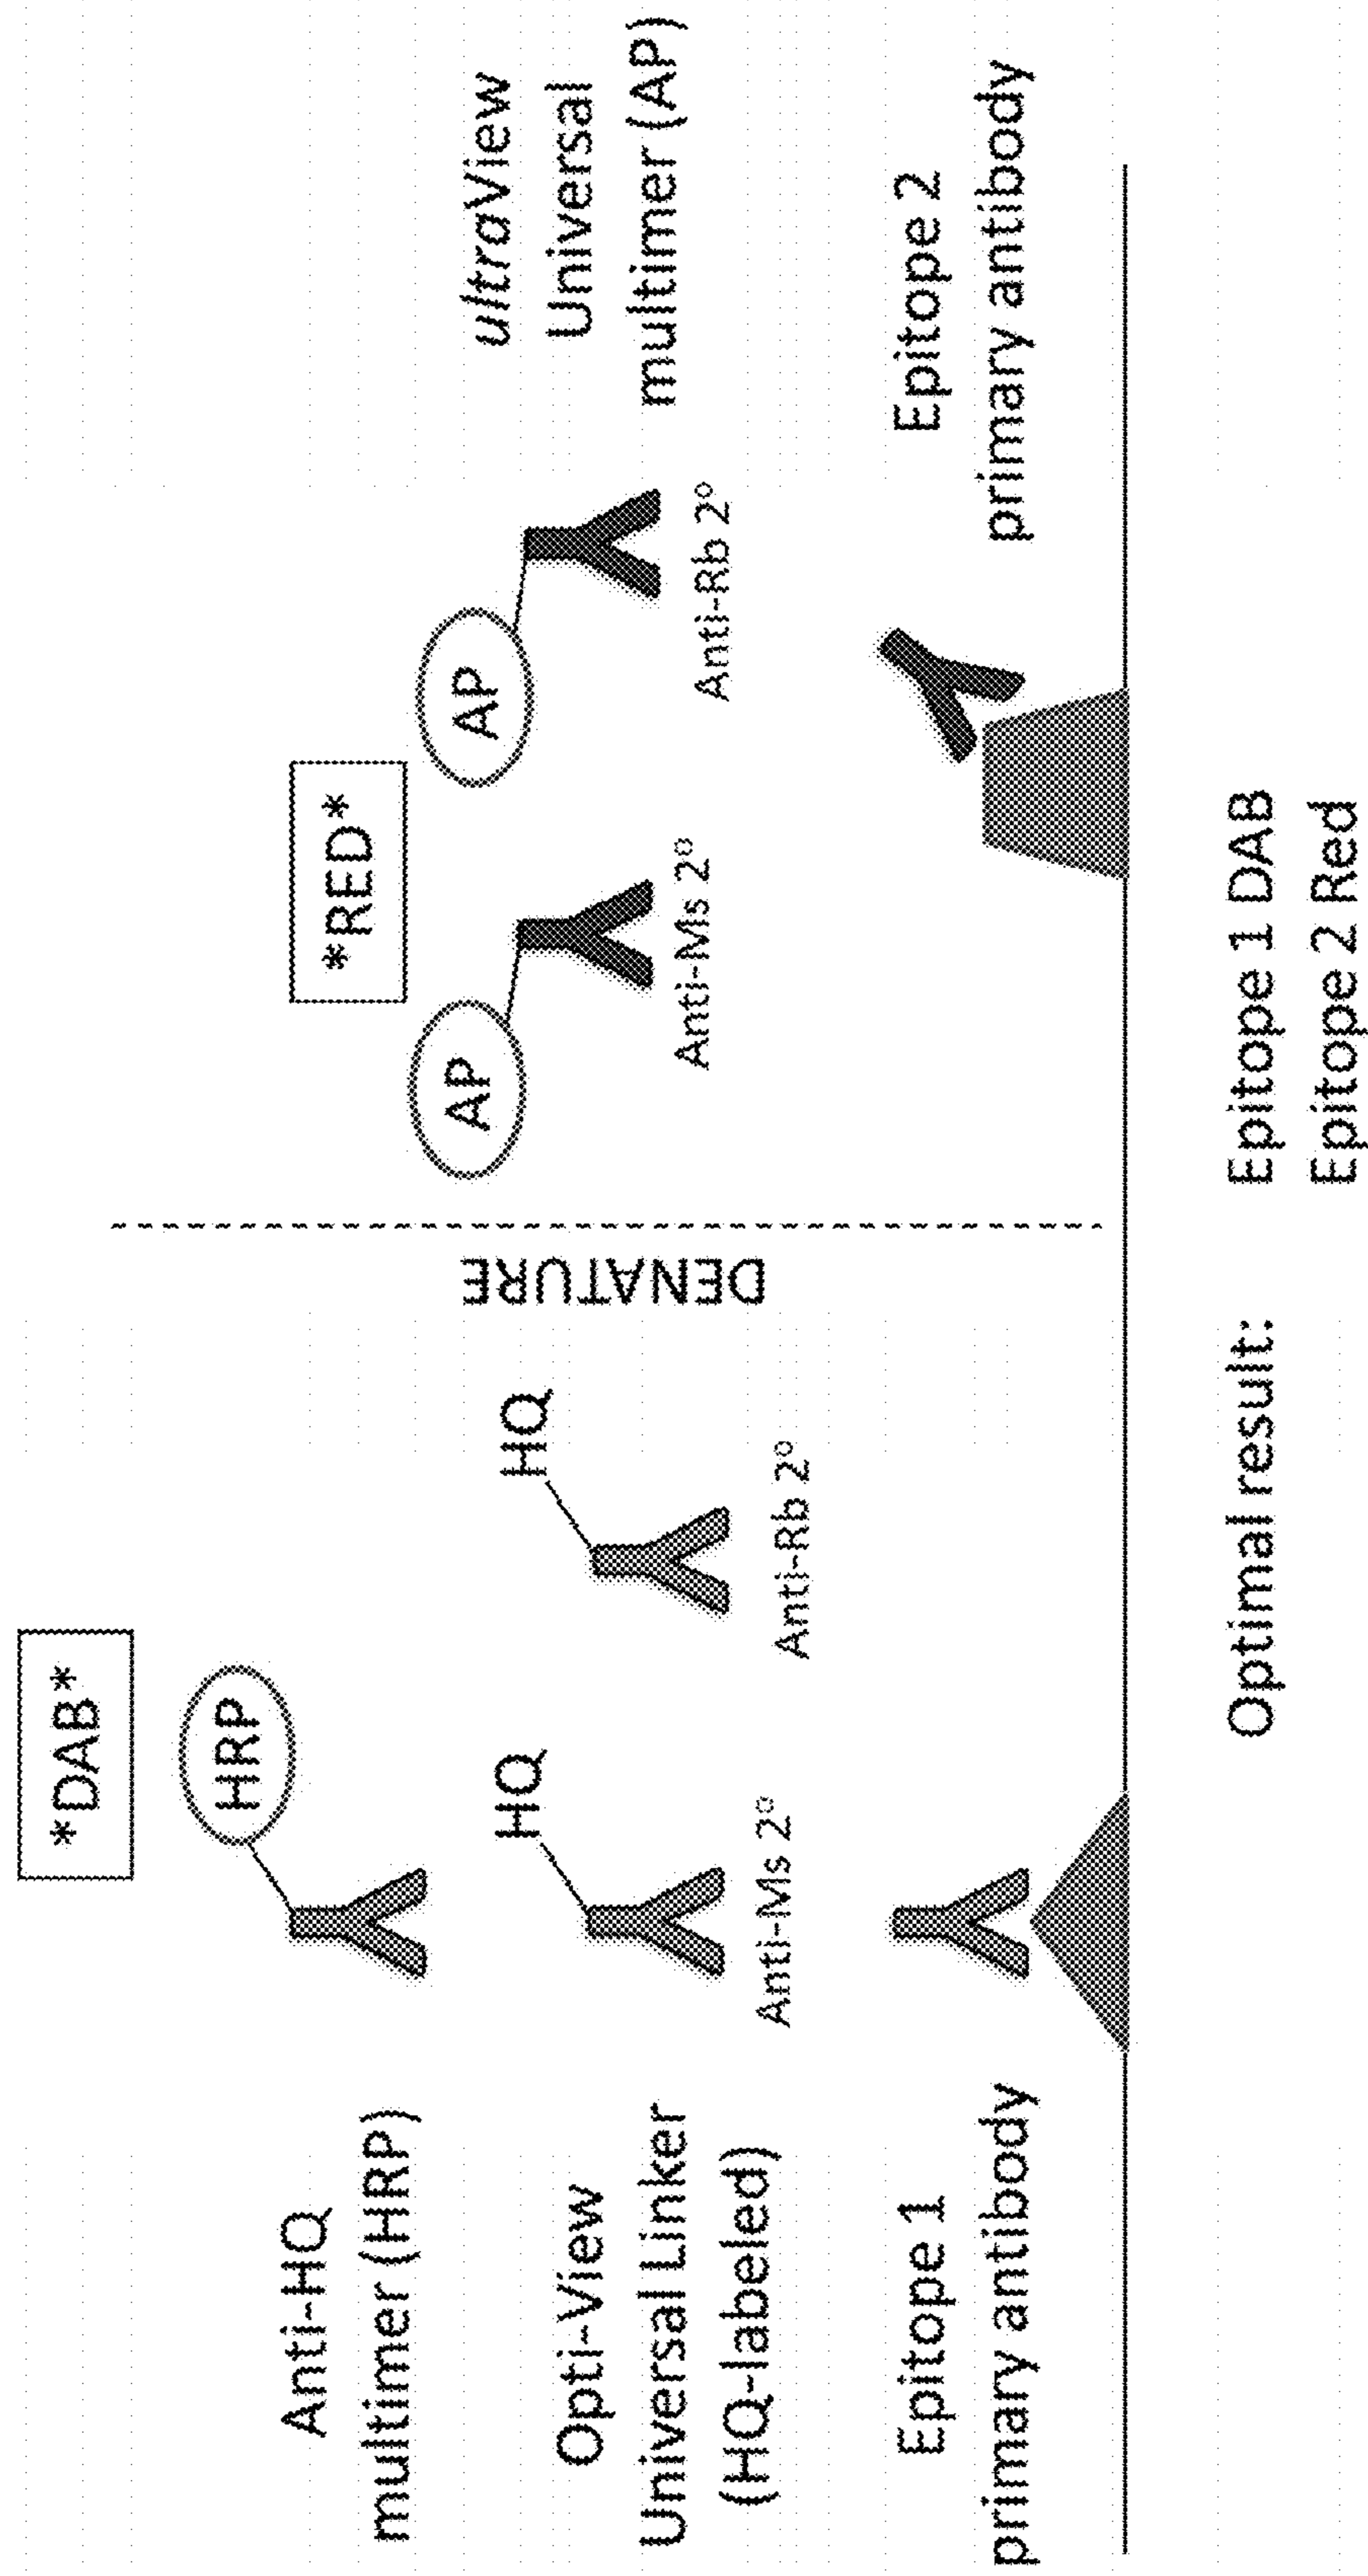 *DAB*
Anti-HQ
multimer (HRP)
HRP
Opti-View
Universal Linker
(HQ-labeled)
HQ
HQ
Anti-Ms 2°
Anti-Rb 2°
Epitope 1
primary antibody
DENATURE
*RED*
AP
AP
Anti-Ms 2°
Anti-Rb 2°
ultraView
Universal
multimer (AP)
Epitope 2
primary antibody
Optimal result:
Epitope 1 DAB
Epitope 2 Red